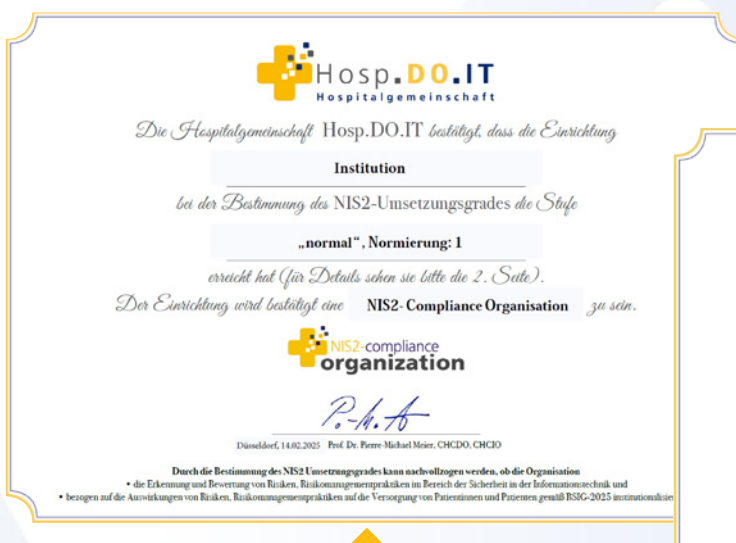 Hosp.DO.IT
Hospitalgemeinschaft
Die Hospitalgemeinschaft Hosp.DO.IT bestätigt, dass die Einrichtung
Institution
bei der Bestimmung des NIS2-Umsetzungsgrades die Stufe
„normal“, Normierung: 1
erreicht hat (für Details sehen sie bitte die 2. Seite).
Der Einrichtung wird bestätigt eine NIS2- Compliance Organisation zu sein.
NIS2-compliance
organization
Düsseldorf, 14.02.2025 Prof. Dr. Pierre-Michael Meier, CHCDO, CHCIO
Durch die Bestimmung des NIS2 Umsetzungsgrades kann nachvollzogen werden, ob die Organisation
• die Erkennung und Bewertung von Risiken, Risikomanagementpraktiken im Bereich der Sicherheit in der Informationstechnik und
• bezogen auf die Auswirkungen von Risiken, Risikomanagementpraktiken auf die Versorgung von Patientinnen und Patienten gemäß BSIG-2025 institutionalisie